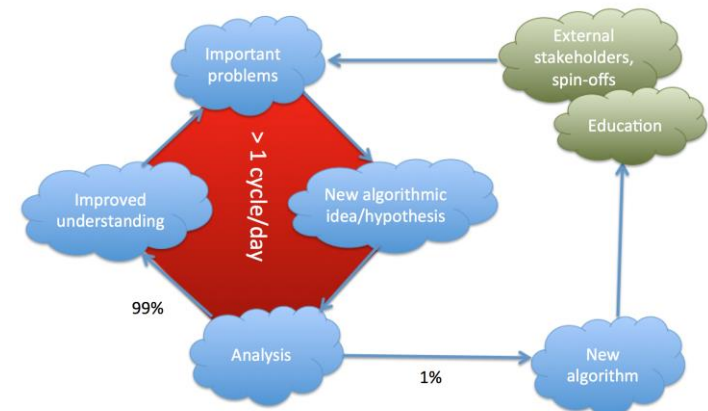 Important
problems
External
stakeholders,
spin-offs
Education
> 1 cycle/day
Improved
understanding
New algorithmic
idea/hypothesis
99%
Analysis
1%
New
algorithm